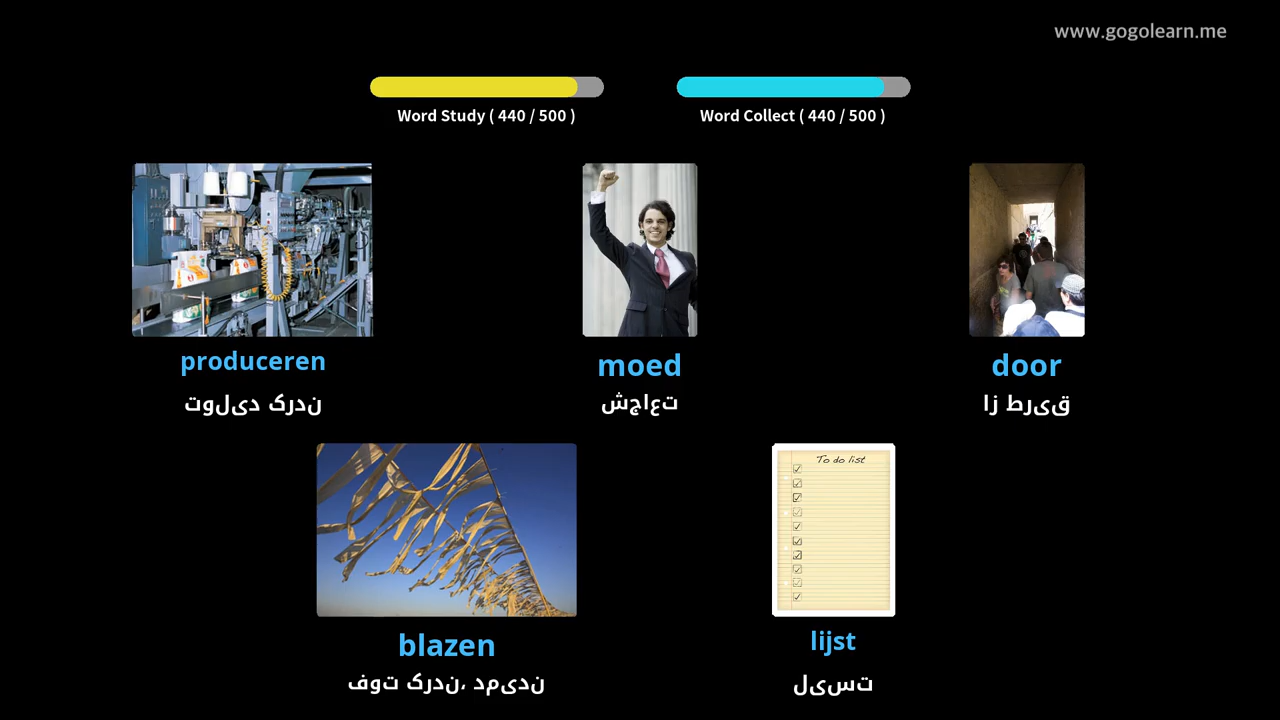 www.gogolearn.me
Word Study ( 440 / 500 )
Word Collect ( 440 / 500 )
produceren
تولید کردن
moed
شجاعت
door
از طریق
To do list
blazen
فوت کردن، دمیدن
lijst
لیست